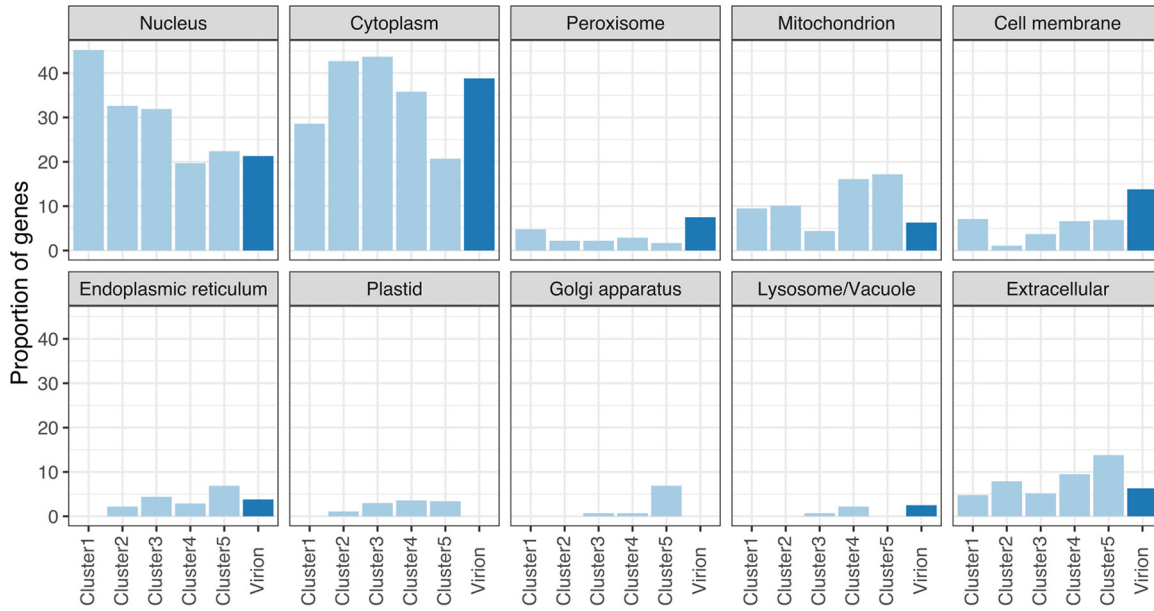 Nucleus Cytoplasm Peroxisome Mitochondrion Cell membrane
40
30
20
10
0
Endoplasmic reticulum Plastid Golgi apparatus Lysosome/Vacuole Extracellular
40
30
20
10
0
Proportion of genes
Cluster1 Cluster2 Cluster3 Cluster4 Cluster5 Virion Cluster1 Cluster2 Cluster3 Cluster4 Cluster5 Virion Cluster1 Cluster2 Cluster3 Cluster4 Cluster5 Virion Cluster1 Cluster2 Cluster3 Cluster4 Cluster5 Virion Cluster1 Cluster2 Cluster3 Cluster4 Cluster5 Virion